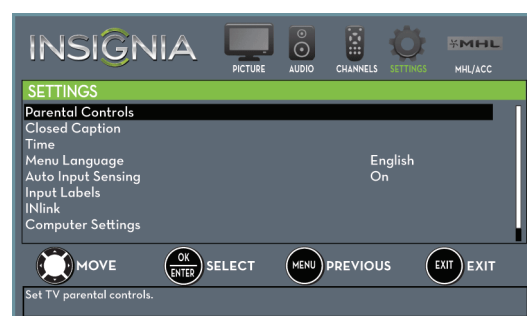 INSIGNIA
PICTURE AUDIO CHANNELS SETTINGS MHL MHL/ACC
SETTINGS
Parental Controls
Closed Caption
Time
Menu Language English
Auto Input Sensing On
Input Labels
INlink
Computer Settings
MOVE OK ENTER SELECT MENU PREVIOUS EXIT EXIT
Set TV parental controls.